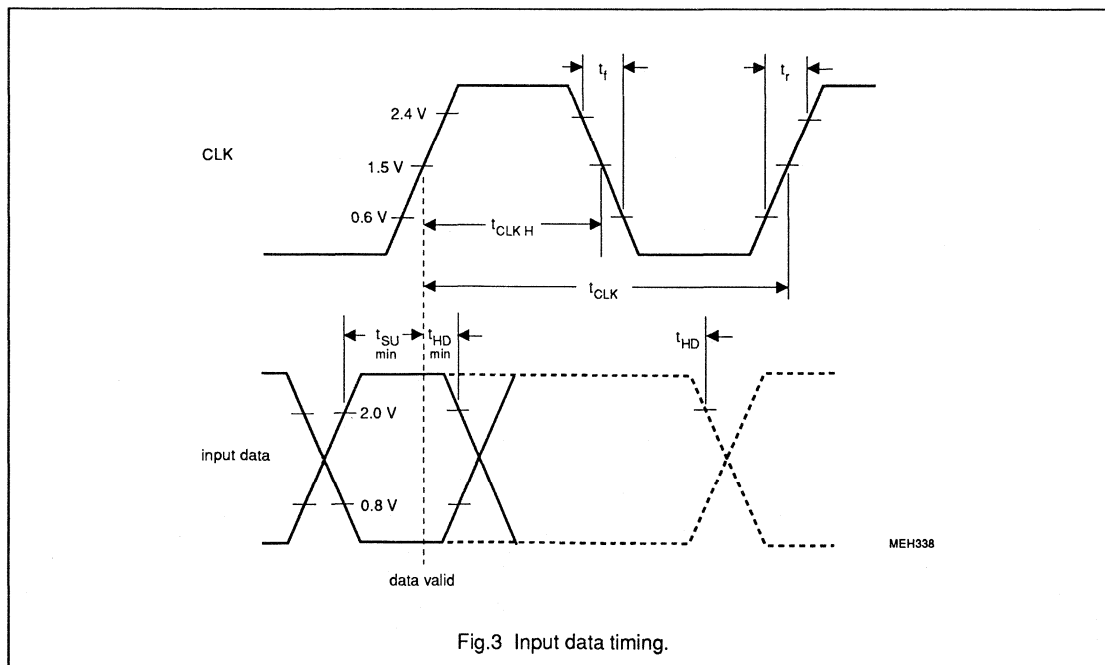 t_f
t_r
2.4 V
CLK
1.5 V
0.6 V
t_CLK H
t_CLK
t_SU min
t_HD min
t_HD
2.0 V
input data
0.8 V
MEH338
data valid
Fig.3 Input data timing.